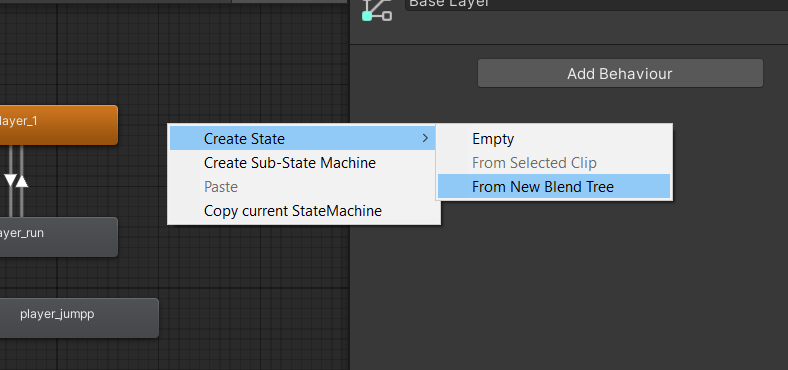 Base Layer
Add Behaviour
layer_1
Create State
Empty
Create Sub-State Machine
From Selected Clip
Paste
From New Blend Tree
Copy current StateMachine
ayer_run
player_jumpp